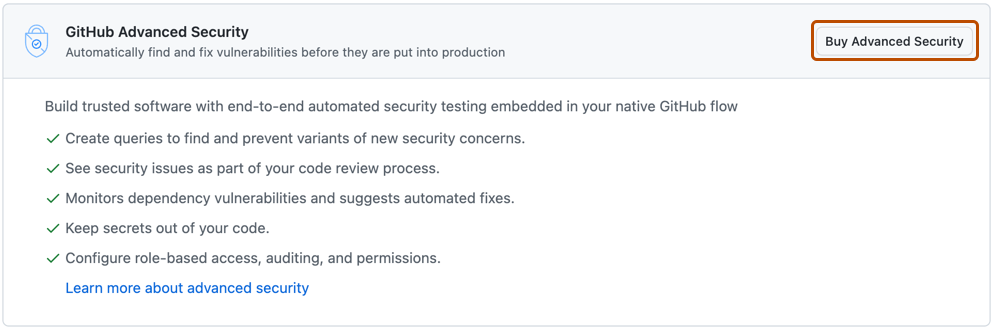 GitHub Advanced Security
Automatically find and fix vulnerabilities before they are put into production
Buy Advanced Security
Build trusted software with end-to-end automated security testing embedded in your native GitHub flow
Create queries to find and prevent variants of new security concerns.
See security issues as part of your code review process.
Monitors dependency vulnerabilities and suggests automated fixes.
Keep secrets out of your code.
Configure role-based access, auditing, and permissions.
Learn more about advanced security